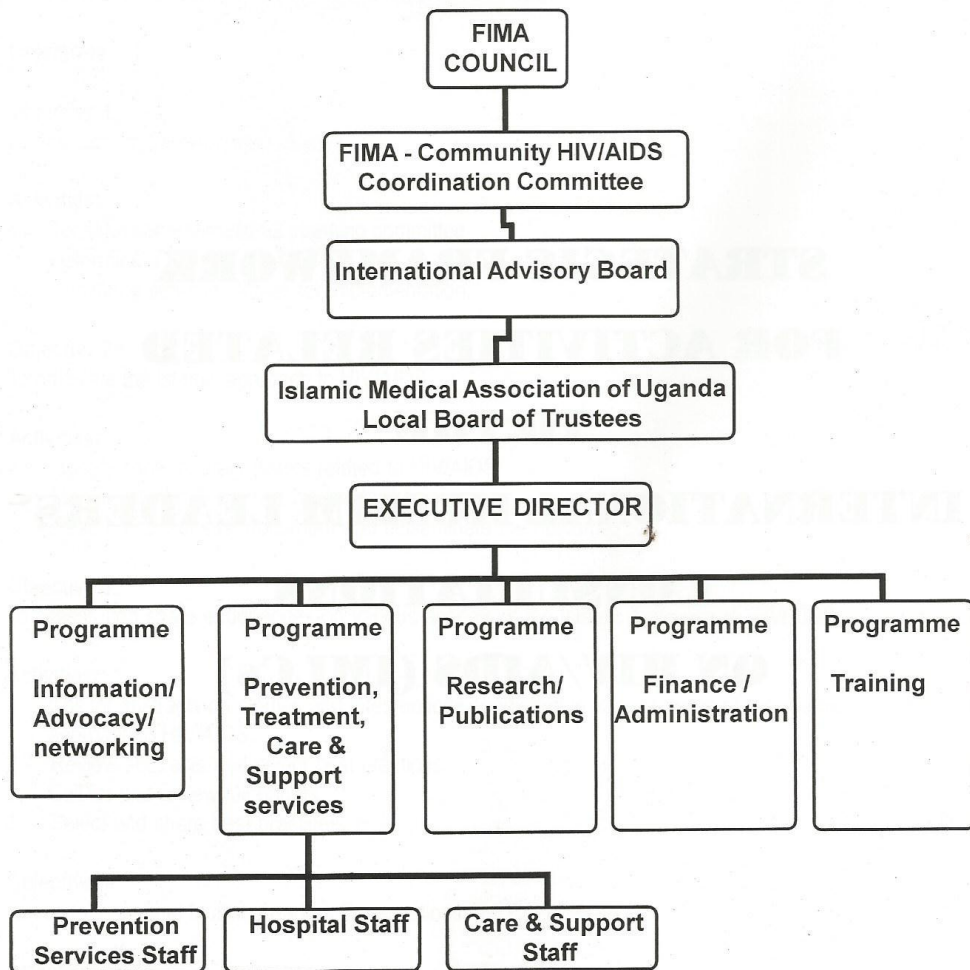 FIMA
COUNCIL
FIMA - Community HIV/AIDS
Coordination Committee
International Advisory Board
Islamic Medical Association of Uganda
Local Board of Trustees
EXECUTIVE DIRECTOR
Programme
Information/
Advocacy/
networking
Programme
Prevention,
Treatment,
Care &
Support
services
Programme
Research/
Publications
Programme
Finance /
Administration
Programme
Training
Prevention
Services Staff
Hospital Staff
Care & Support
Staff